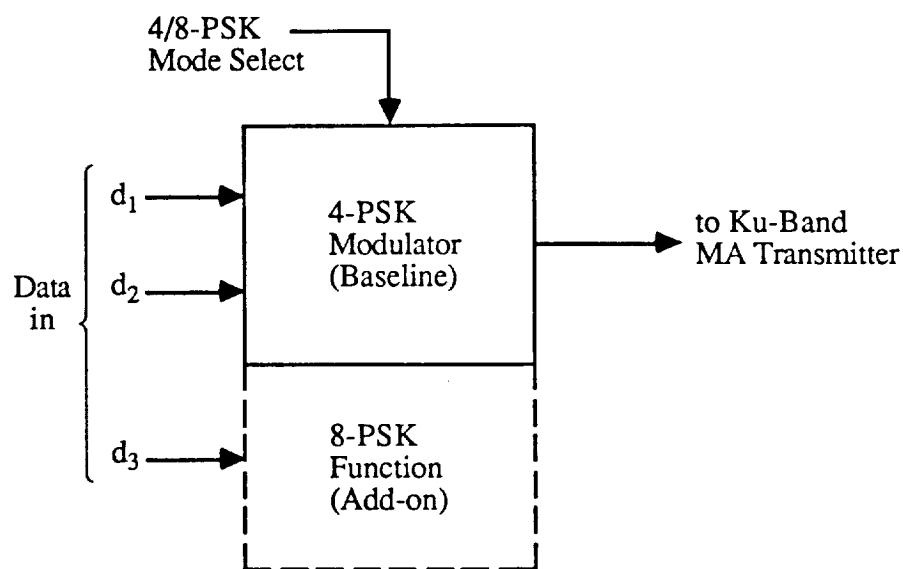 4/8-PSK
Mode Select
d1
4-PSK
Modulator
(Baseline)
to Ku-Band
MA Transmitter
d2
Data
in
d3
8-PSK
Function
(Add-on)